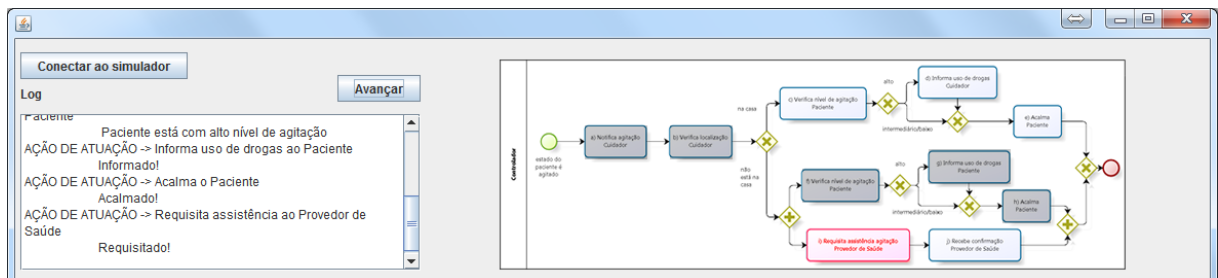 Conectar ao simulador
Log
Avançar
Paciente
Paciente está com alto nível de agitação
AÇÃO DE ATUAÇÃO -> Informa uso de drogas ao Paciente
Informado!
AÇÃO DE ATUAÇÃO -> Acalma o Paciente
Acalmado!
AÇÃO DE ATUAÇÃO -> Requisita assistência ao Provedor de
Saúde
Requisitado!
Controlador
estado do
paciente é
agitado
a) Notifica agitação
Cuidador
b) Verifica localização
Cuidador
na casa
não
está na
casa
c) Verifica nível de agitação
Paciente
alto
intermediário/baixo
d) Informa uso de drogas
Cuidador
e) Acalma
Paciente
f) Verifica nível de agitação
Paciente
alto
intermediário/baixo
g) Informa uso de drogas
Paciente
h) Acalma
Paciente
i) Requisita assistência agitação
Provedor de Saúde
j) Recebe confirmação
Provedor de Saúde